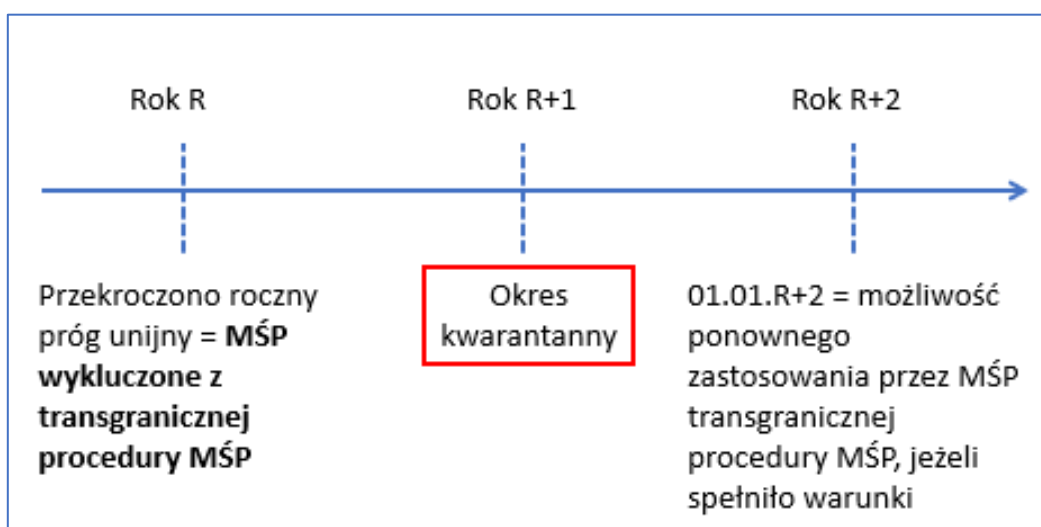 Rok R
Rok R+1
Rok R+2
Przekroczono roczny
próg unijny = MŚP
wykluczone z
transgranicznej
procedury MŚP
Okres
kwarantanny
01.01.R+2 = możliwość
ponownego
zastosowania przez MŚP
transgranicznej
procedury MŚP, jeżeli
spełniło warunki